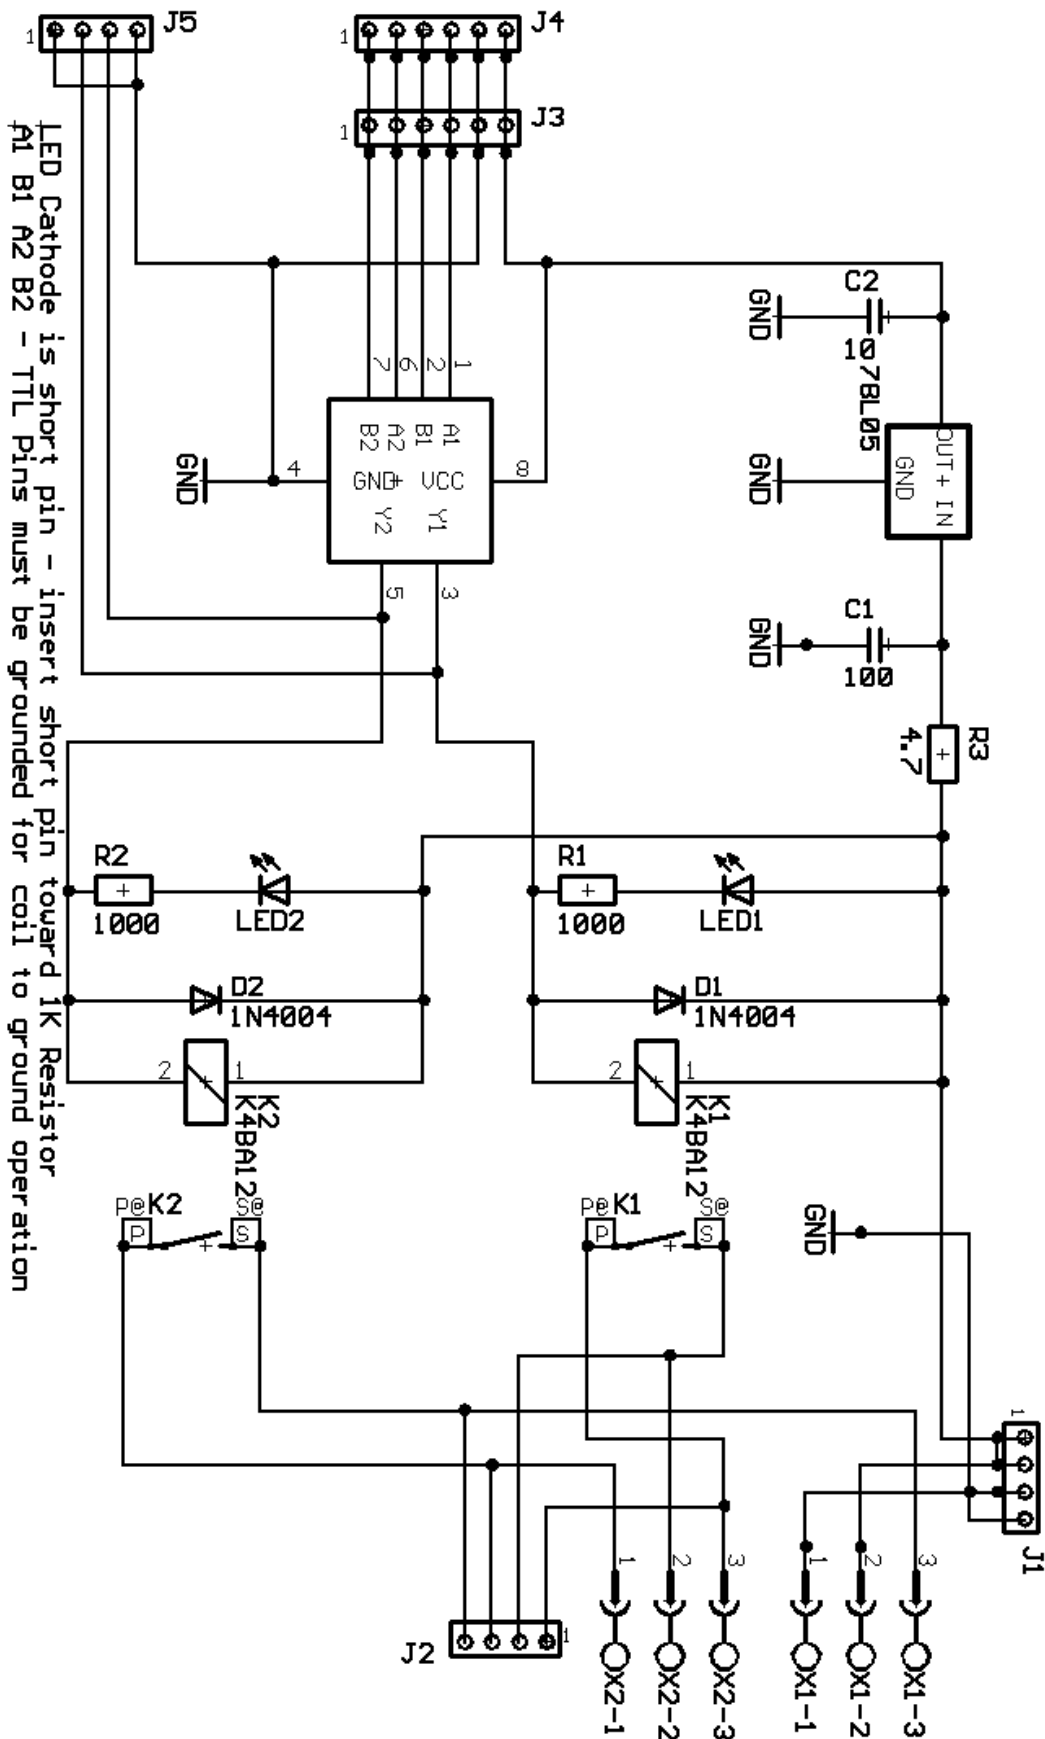 J5
J4
1
1
J3
1
C2
GND
10
78L05
OUT+ IN
GND
GND
C1
GND
100
R3
4.7
7
6
2
1
B2
A2
B1
A1
GND+
VCC
Y2
Y1
4
8
GND
5
3
R2
1000
LED2
R1
1000
LED1
D2
1N4004
D1
1N4004
2
1
K2
K4BA12
2
1
K1
K4BA12
P@
K2
S@
P
S
P@
K1
S@
P
S
GND
1
J1
1
2
3
1
2
3
J2
1
X2-1
X2-2
X2-3
X1-1
X1-2
X1-3
LED Cathode is short pin - insert short pin toward 1K Resistor
A1 B1 A2 B2 - TTL Pins must be grounded for coil to ground operation